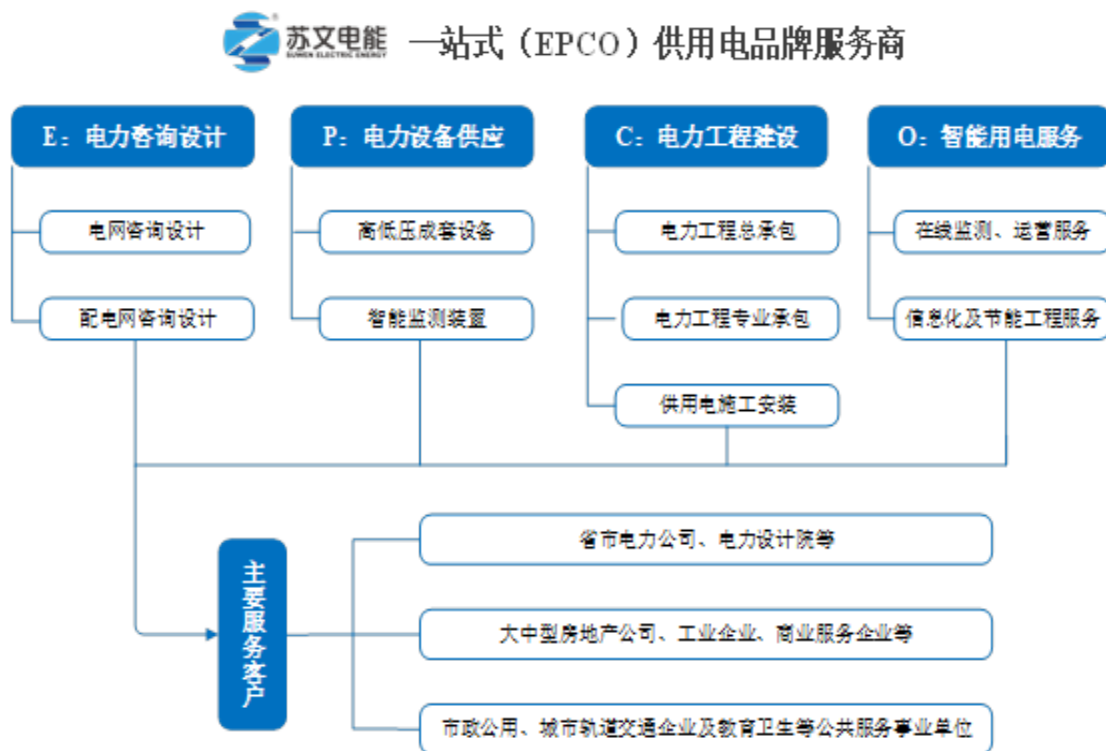 苏文电能 一站式（EPCO）供用电品牌服务商
SUWEN ELECTRIC ENERGY
E：电力咨询设计
P：电力设备供应
C：电力工程建设
O：智能用电服务
电网咨询设计
高低压成套设备
电力工程总承包
在线监测、运营服务
配电网咨询设计
智能监测装置
电力工程专业承包
信息化及节能工程服务
供用电施工安装
主要服务客户
省市电力公司、电力设计院等
大中型房地产公司、工业企业、商业服务企业等
市政公用、城市轨道交通企业及教育卫生等公共服务事业单位